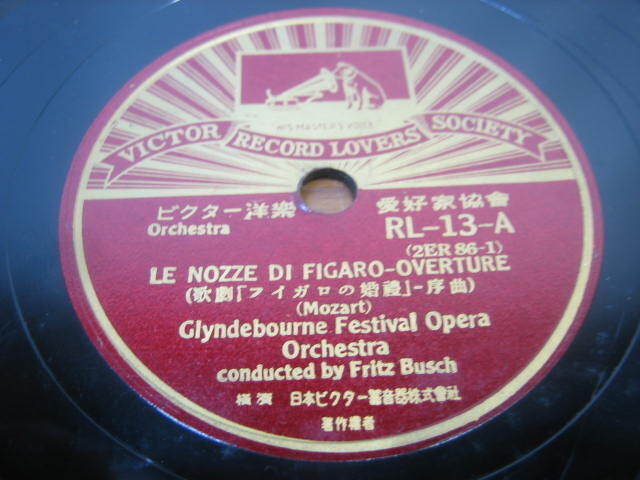 HIS MASTER'S VOICE
VICTOR RECORD LOVERS SOCIETY
ビクター洋楽 愛好家協會
Orchestra RL-13-A
(2ER 86-1)
LE NOZZE DI FIGARO-OVERTURE
(歌劇「フイガロの婚禮」-序曲)
(Mozart)
Glyndebourne Festival Opera
Orchestra
conducted by Fritz Busch
横濱 日本ビクター蓄音器株式會社
著作權者